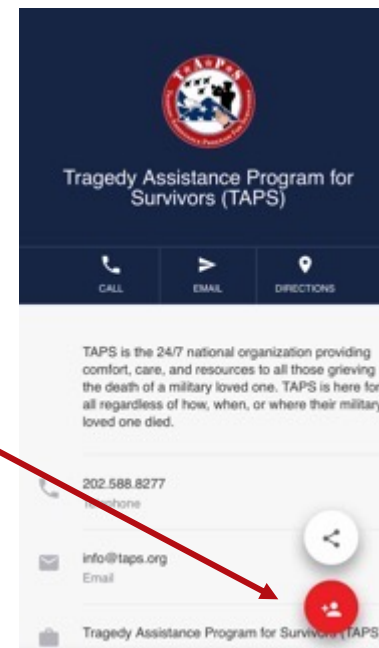 T★A★P★S
Tragedy Assistance Program for
Survivors (TAPS)
CALL
EMAIL
DIRECTIONS
TAPS is the 24/7 national organization providing
comfort, care, and resources to all those grieving
the death of a military loved one. TAPS is here for
all regardless of how, when, or where their military
loved one died.
202.588.8277
Telephone
info@taps.org
Email
Tragedy Assistance Program for Survivors (TAPS